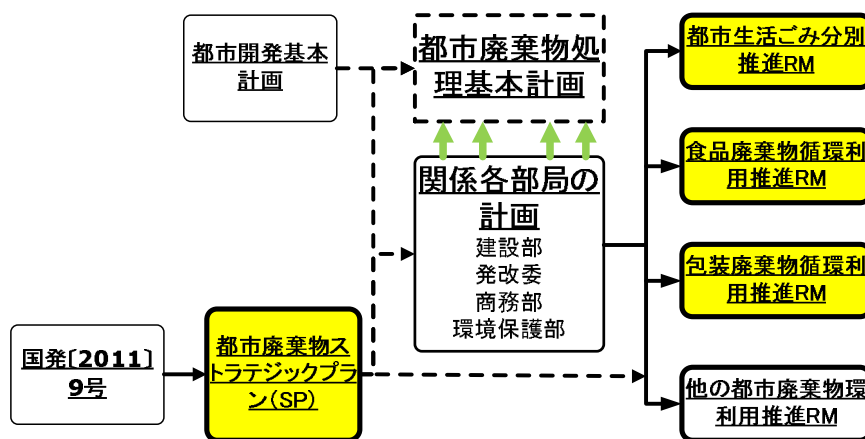 都市開発基本
計画
都市廃棄物処
理基本計画
都市生活ごみ分別
推進RM
食品廃棄物循環利
用推進RM
関係各部局の
計画
建設部
発改委
商務部
環境保護部
包装廃棄物循環利
用推進RM
国発〔2011〕
9号
都市廃棄物ス
トラテジックプラ
ン(SP)
他の都市廃棄物環
利用推進RM